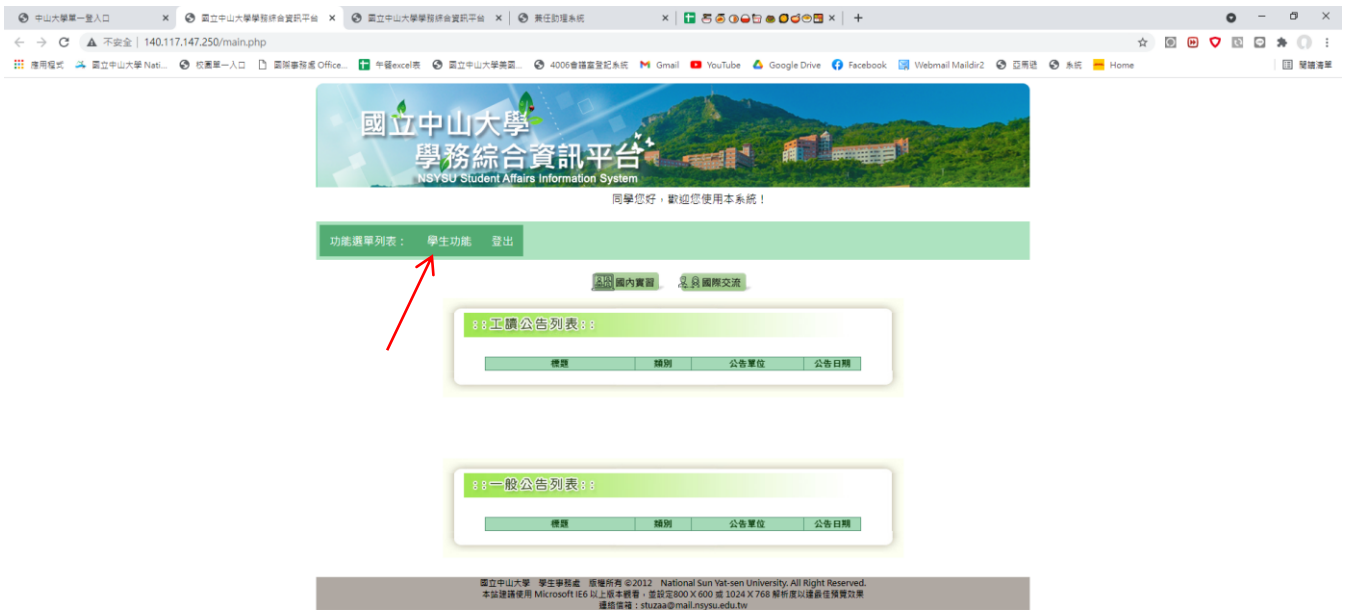 中山大學單一登入口
國立中山大學學務綜合資訊平台
國立中山大學學務綜合資訊平台
兼任助理系統
不安全 | 140.117.147.250/main.php
應用程式
國立中山大學 Nati...
校園單一入口
國際事務處 Office...
午餐excel表
國立中山大學美國...
4006會議室登記系統
Gmail
YouTube
Google Drive
Facebook
Webmail Maildir2
亞馬遜
系統
Home
閱讀清單
國立中山大學
學務綜合資訊平台
NSYSU Student Affairs Information System
同學您好，歡迎您使用本系統！
功能選單列表： 學生功能 登出
國內實習 國際交流
::工讀公告列表::
標題 類別 公告單位 公告日期
::一般公告列表::
標題 類別 公告單位 公告日期
國立中山大學 學生事務處 版權所有 ©2012 National Sun Yat-sen University. All Right Reserved.
本站建議使用 Microsoft IE6 以上版本觀看，並設定800 X 600 或 1024 X 768 解析度以達最佳預覽效果
連絡信箱：stuzaa@mail.nsysu.edu.tw